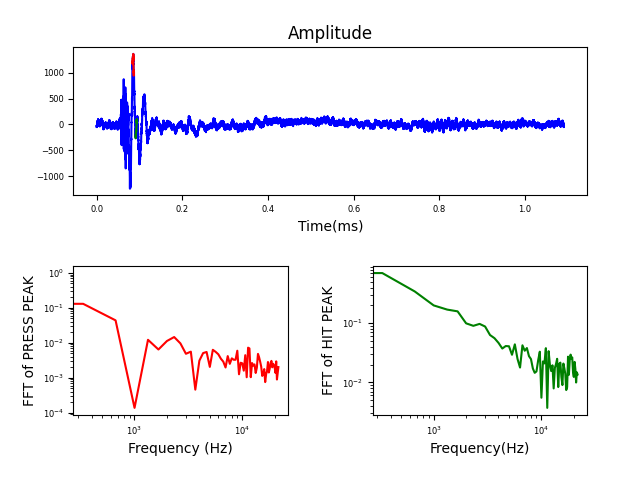 Amplitude
1000
500
0
−500
−1000
0.0 0.2 0.4 0.6 0.8 1.0
Time(ms)
FFT of PRESS PEAK
10⁰
10⁻¹
10⁻²
10⁻³
10⁻⁴
10³ 10⁴
Frequency (Hz)
FFT of HIT PEAK
10⁻¹
10⁻²
10³ 10⁴
Frequency(Hz)